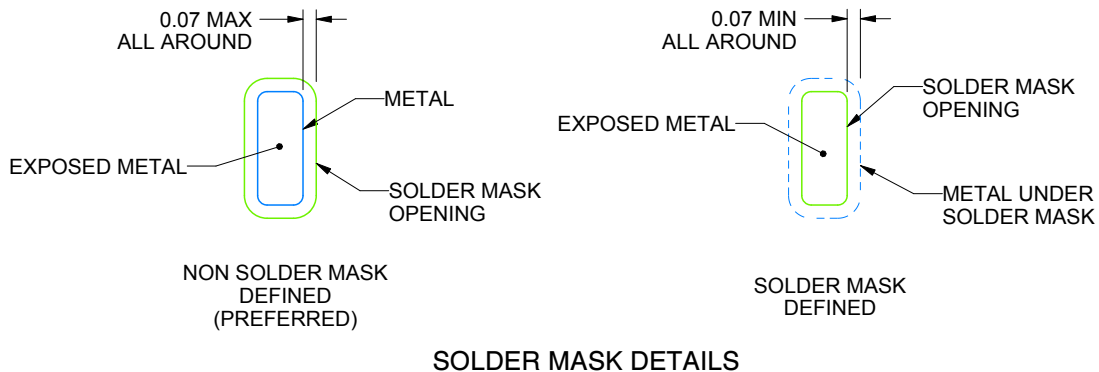 0.07 MAX
ALL AROUND
METAL
EXPOSED METAL
SOLDER MASK
OPENING
NON SOLDER MASK
DEFINED
(PREFERRED)
0.07 MIN
ALL AROUND
SOLDER MASK
OPENING
EXPOSED METAL
METAL UNDER
SOLDER MASK
SOLDER MASK
DEFINED
SOLDER MASK DETAILS